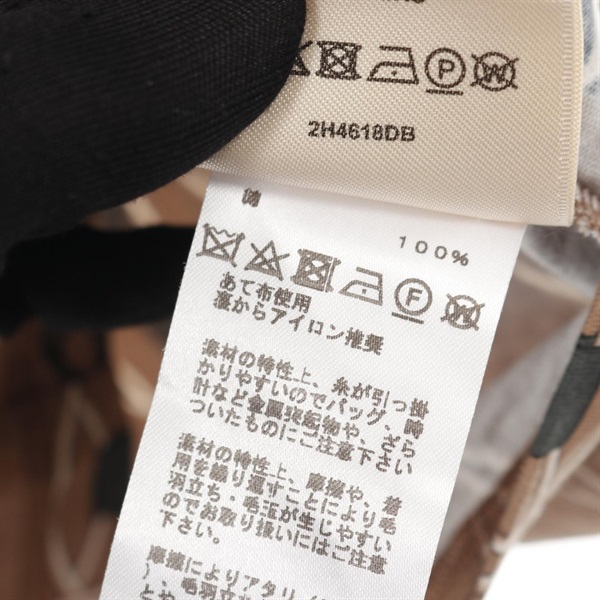 P W
2H4618DB
綿
100%
F W
あて布使用
裏からアイロン推奨
素材の特性上、糸が引っ掛
かりやすいのでバッグ、時
計など金属突起物や、ざら
ついたものにご注意下さい
素材の特性上、摩擦や、着
用を繰り返すことにより毛
羽立ち・毛玉が生じやすい
のでお取り扱いにはご注意
下さい。
摩擦によりアタリ
、毛羽立